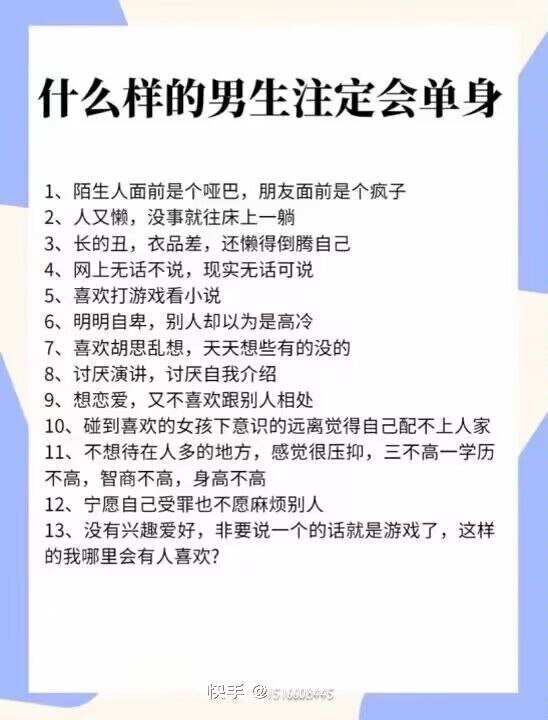 什么样的男生注定会单身
1、陌生人面前是个哑巴，朋友面前是个疯子
2、人又懒，没事就往床上一躺
3、长的丑，衣品差，还懒得倒腾自己
4、网上无话不说，现实无话可说
5、喜欢打游戏看小说
6、明明自卑，别人却以为是高冷
7、喜欢胡思乱想，天天想些有的没的
8、讨厌演讲，讨厌自我介绍
9、想恋爱，又不喜欢跟别人相处
10、碰到喜欢的女孩下意识的远离觉得自己配不上人家
11、不想待在人多的地方，感觉很压抑，三不高一学历
不高，智商不高，身高不高
12、宁愿自己受罪也不愿麻烦别人
13、没有兴趣爱好，非要说一个的话就是游戏了，这样
的我哪里会有人喜欢?
快手 @1516608445